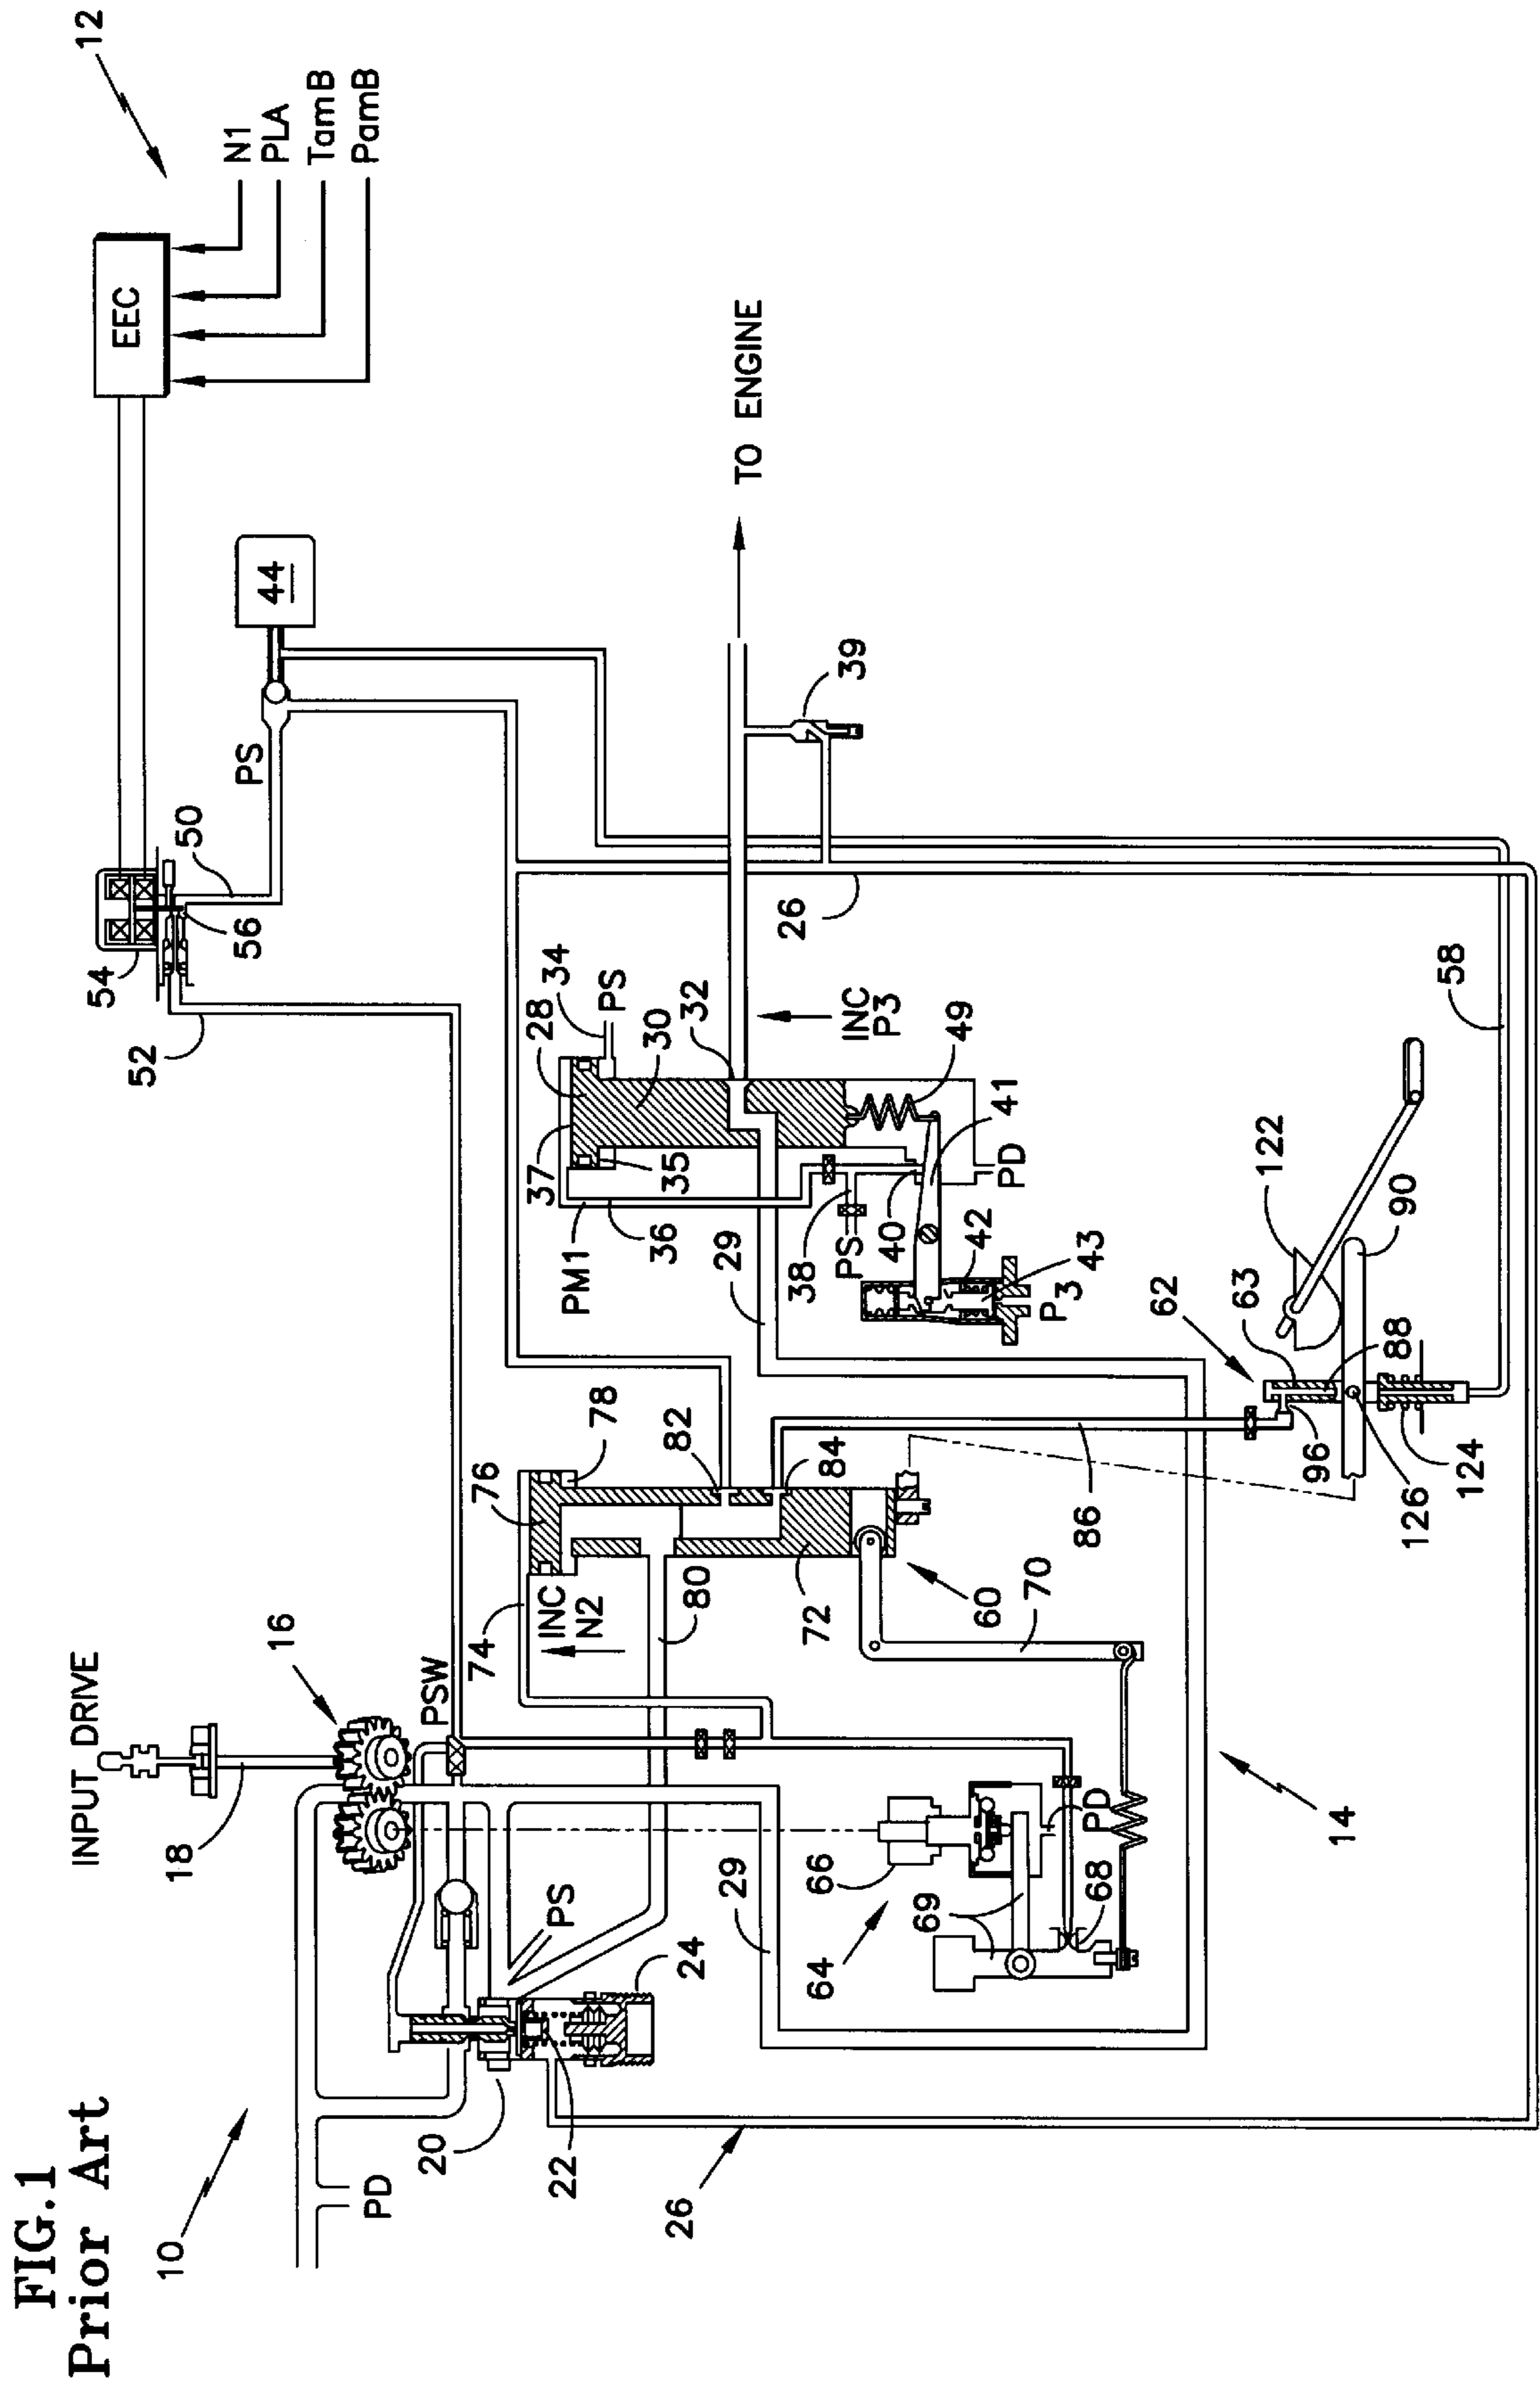 FIG.1
Prior Art
10
PD
INPUT DRIVE
18
16
12
EEC
N1
PLA
TamB
PamB
54
56
50
52
PS
44
PSW
20
22
24
26
PS
74
INC
N2
76
78
80
82
84
72
60
70
86
37
28
34
PS
30
35
32
PM1
36
29
38
PS
40
PD
41
49
42
43
P3
INC
P3
TO ENGINE
39
26
66
64
69
68
PD
29
14
62
63
88
96
126
124
122
90
58